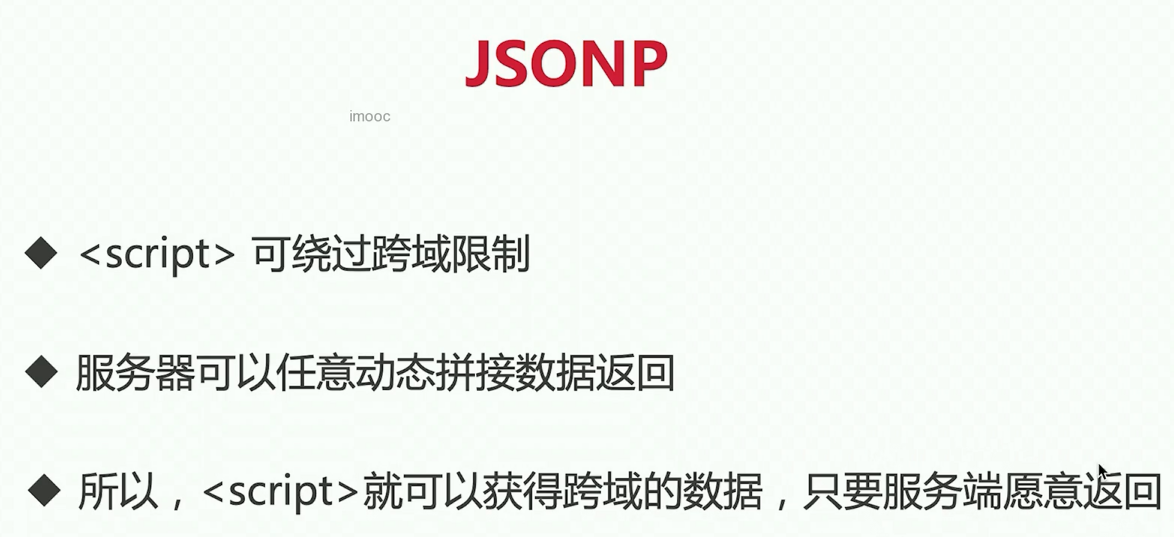 JSONP
imooc
<script> 可绕过跨域限制
服务器可以任意动态拼接数据返回
所以，<script>就可以获得跨域的数据，只要服务端愿意返回